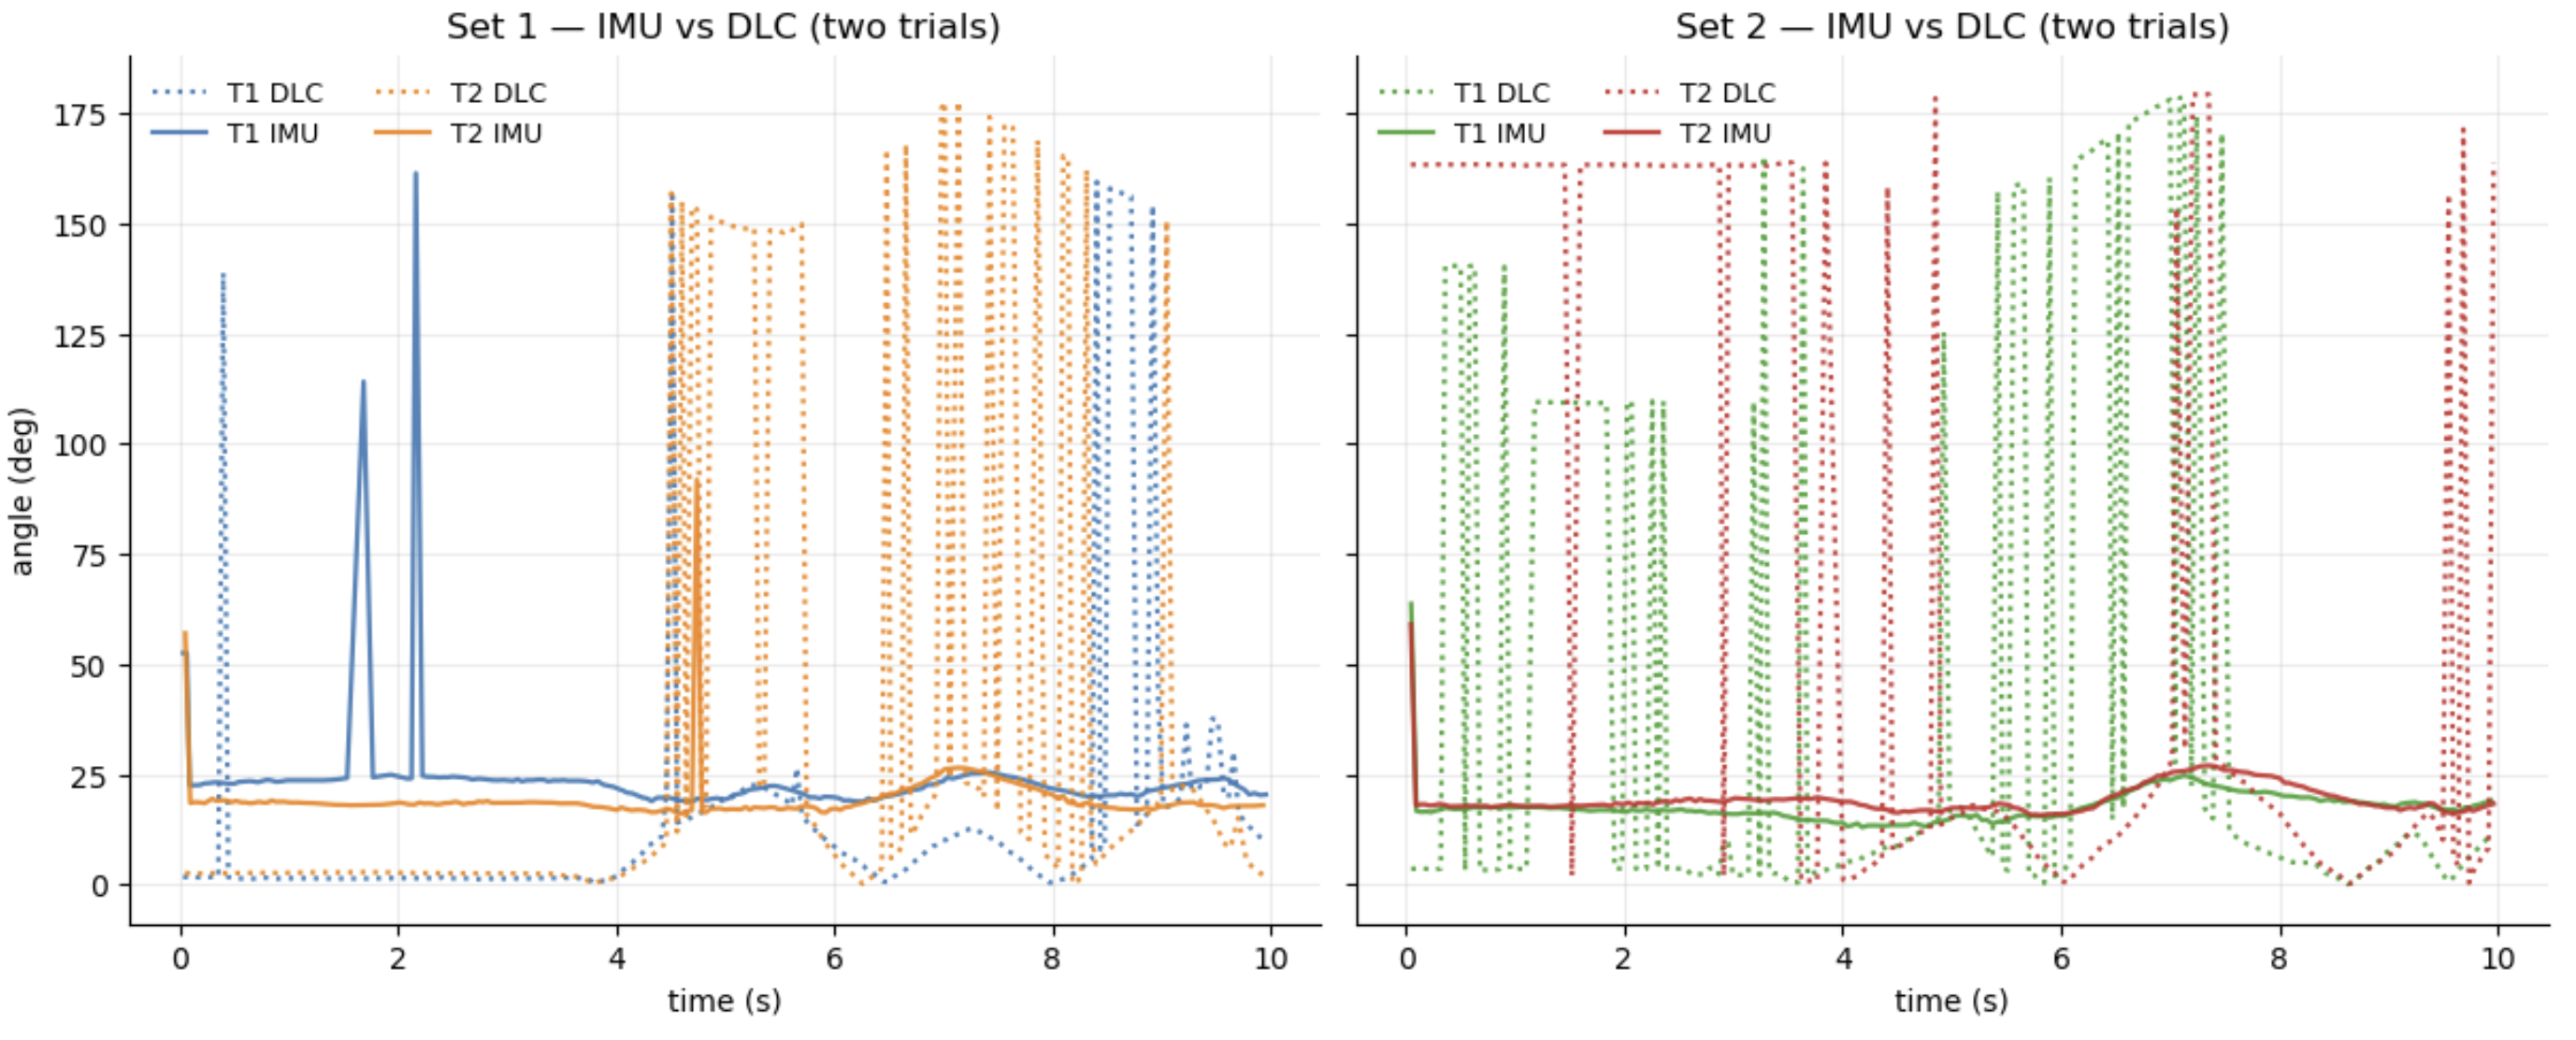 Set 1 — IMU vs DLC (two trials)
T1 DLC T2 DLC
T1 IMU T2 IMU
175
150
125
100
75
50
25
0
angle (deg)
0 2 4 6 8 10
time (s)
Set 2 — IMU vs DLC (two trials)
T1 DLC T2 DLC
T1 IMU T2 IMU
0 2 4 6 8 10
time (s)